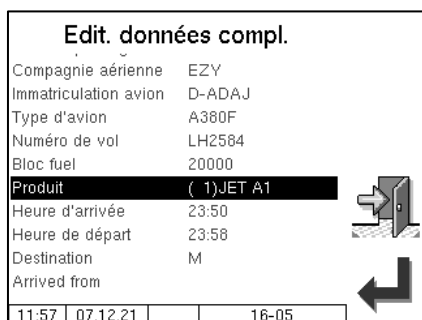 Edit. données compl.
Compagnie aérienne EZY
Immatriculation avion D-ADAJ
Type d'avion A380F
Numéro de vol LH2584
Bloc fuel 20000
Produit ( 1)JET A1
Heure d'arrivée 23:50
Heure de départ 23:58
Destination M
Arrived from
11:57 07.12.21 16-05